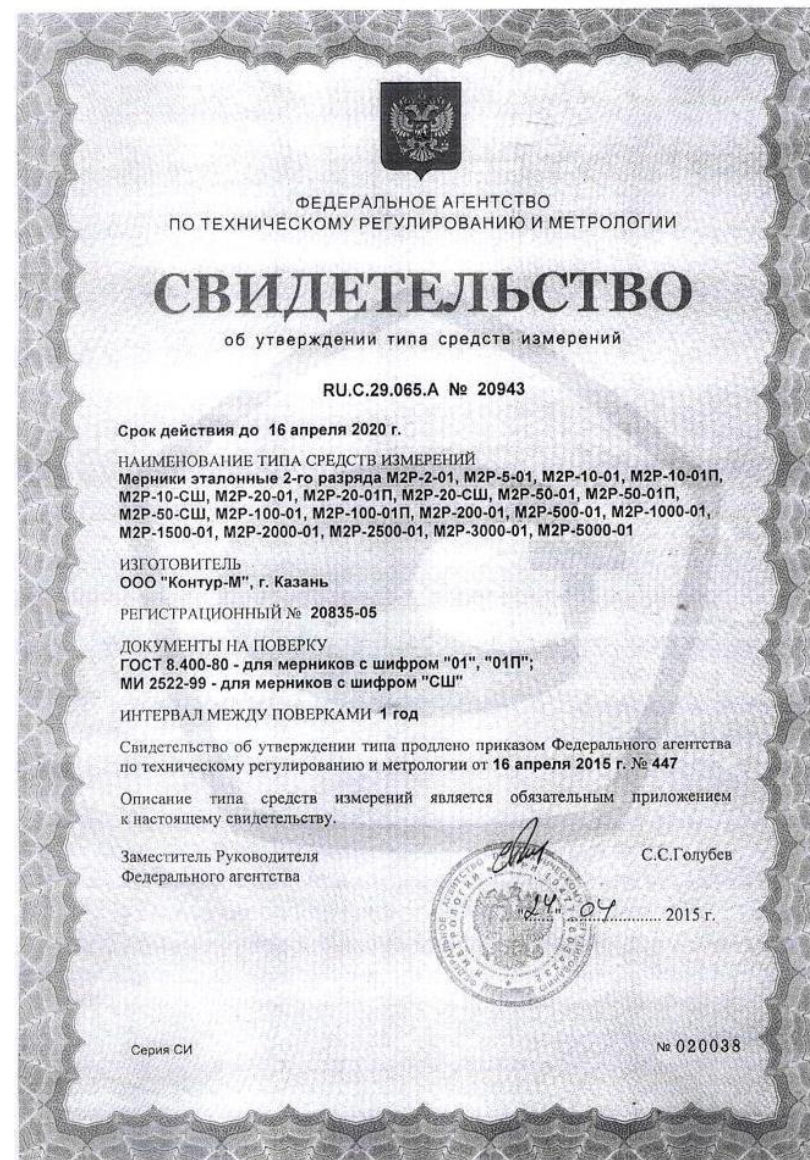 ФЕДЕРАЛЬНОЕ АГЕНТСТВО
ПО ТЕХНИЧЕСКОМУ РЕГУЛИРОВАНИЮ И МЕТРОЛОГИИ
СВИДЕТЕЛЬСТВО
об утверждении типа средств измерений
RU.C.29.065.A № 20943
Срок действия до 16 апреля 2020 г.
НАИМЕНОВАНИЕ ТИПА СРЕДСТВ ИЗМЕРЕНИЙ
Мерники эталонные 2-го разряда М2Р-2-01, М2Р-5-01, М2Р-10-01, М2Р-10-01П,
М2Р-10-СШ, М2Р-20-01, М2Р-20-01П, М2Р-20-СШ, М2Р-50-01, М2Р-50-01П,
М2Р-50-СШ, М2Р-100-01, М2Р-100-01П, М2Р-200-01, М2Р-500-01, М2Р-1000-01,
М2Р-1500-01, М2Р-2000-01, М2Р-2500-01, М2Р-3000-01, М2Р-5000-01
ИЗГОТОВИТЕЛЬ
ООО "Контур-М", г. Казань
РЕГИСТРАЦИОННЫЙ № 20835-05
ДОКУМЕНТЫ НА ПОВЕРКУ
ГОСТ 8.400-80 - для мерников с шифром "01", "01П";
МИ 2522-99 - для мерников с шифром "СШ"
ИНТЕРВАЛ МЕЖДУ ПОВЕРКАМИ 1 год
Свидетельство об утверждении типа продлено приказом Федерального агентства
по техническому регулированию и метрологии от 16 апреля 2015 г. № 447
Описание типа средств измерений является обязательным приложением
к настоящему свидетельству.
Заместитель Руководителя
Федерального агентства
С.С.Голубев
"24" 04 2015 г.
Серия СИ
№ 020038